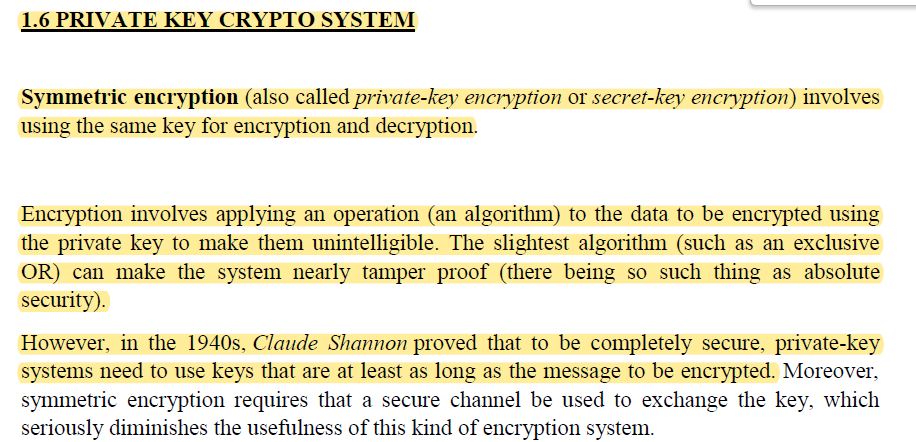 1.6 PRIVATE KEY CRYPTO SYSTEM
Symmetric encryption (also called private-key encryption or secret-key encryption) involves
using the same key for encryption and decryption.
Encryption involves applying an operation (an algorithm) to the data to be encrypted using
the private key to make them unintelligible. The slightest algorithm (such as an exclusive
OR) can make the system nearly tamper proof (there being so such thing as absolute
security).
However, in the 1940s, Claude Shannon proved that to be completely secure, private-key
systems need to use keys that are at least as long as the message to be encrypted. Moreover,
symmetric encryption requires that a secure channel be used to exchange the key, which
seriously diminishes the usefulness of this kind of encryption system.